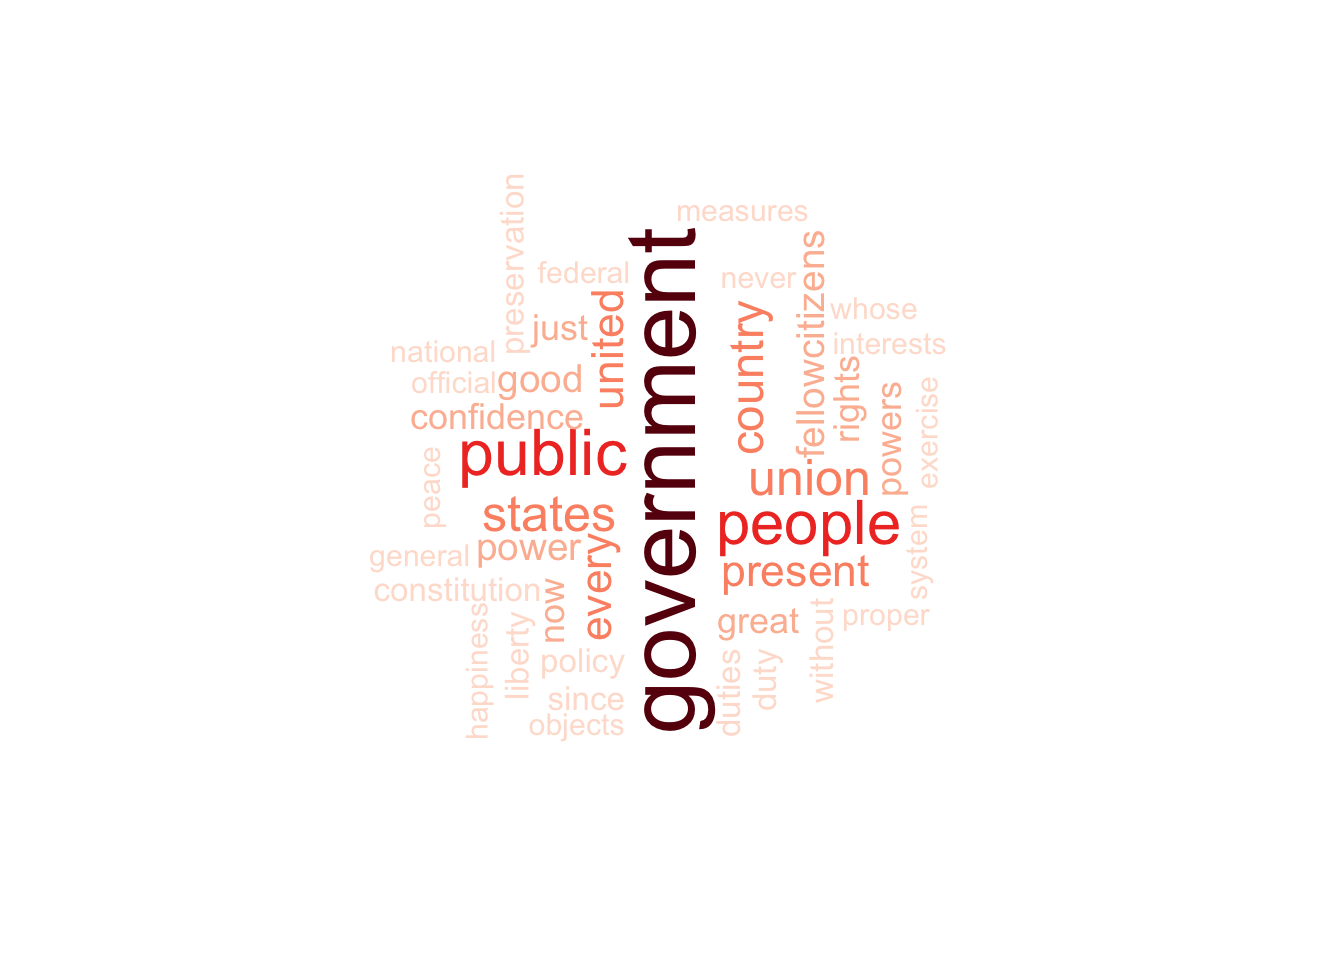 preservation
measures
federal
never
fellowcitizens
government
united
just
country
whose
interests
national
official
good
rights
confidence
powers
exercise
public
union
peace
states
people
power
every
system
present
general
constitution
now
great
without
proper
happiness
liberty
policy
duties
duty
since
objects